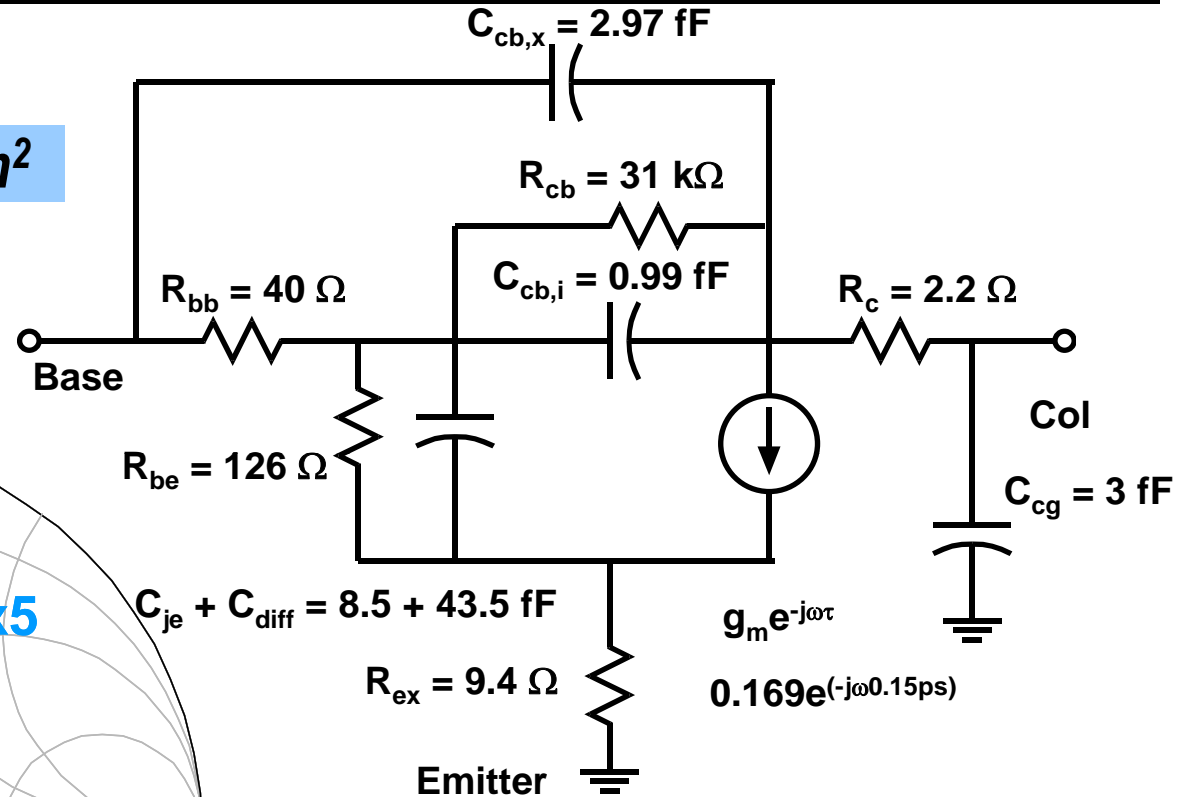 C_cb,x = 2.97 fF
R_cb = 31 kΩ
C_cb,i = 0.99 fF
R_bb = 40 Ω
R_c = 2.2 Ω
Base
Col
R_be = 126 Ω
C_cg = 3 fF
C_je + C_diff = 8.5 + 43.5 fF
g_m e^-jωτ
R_ex = 9.4 Ω
0.169e^(-jω0.15ps)
Emitter